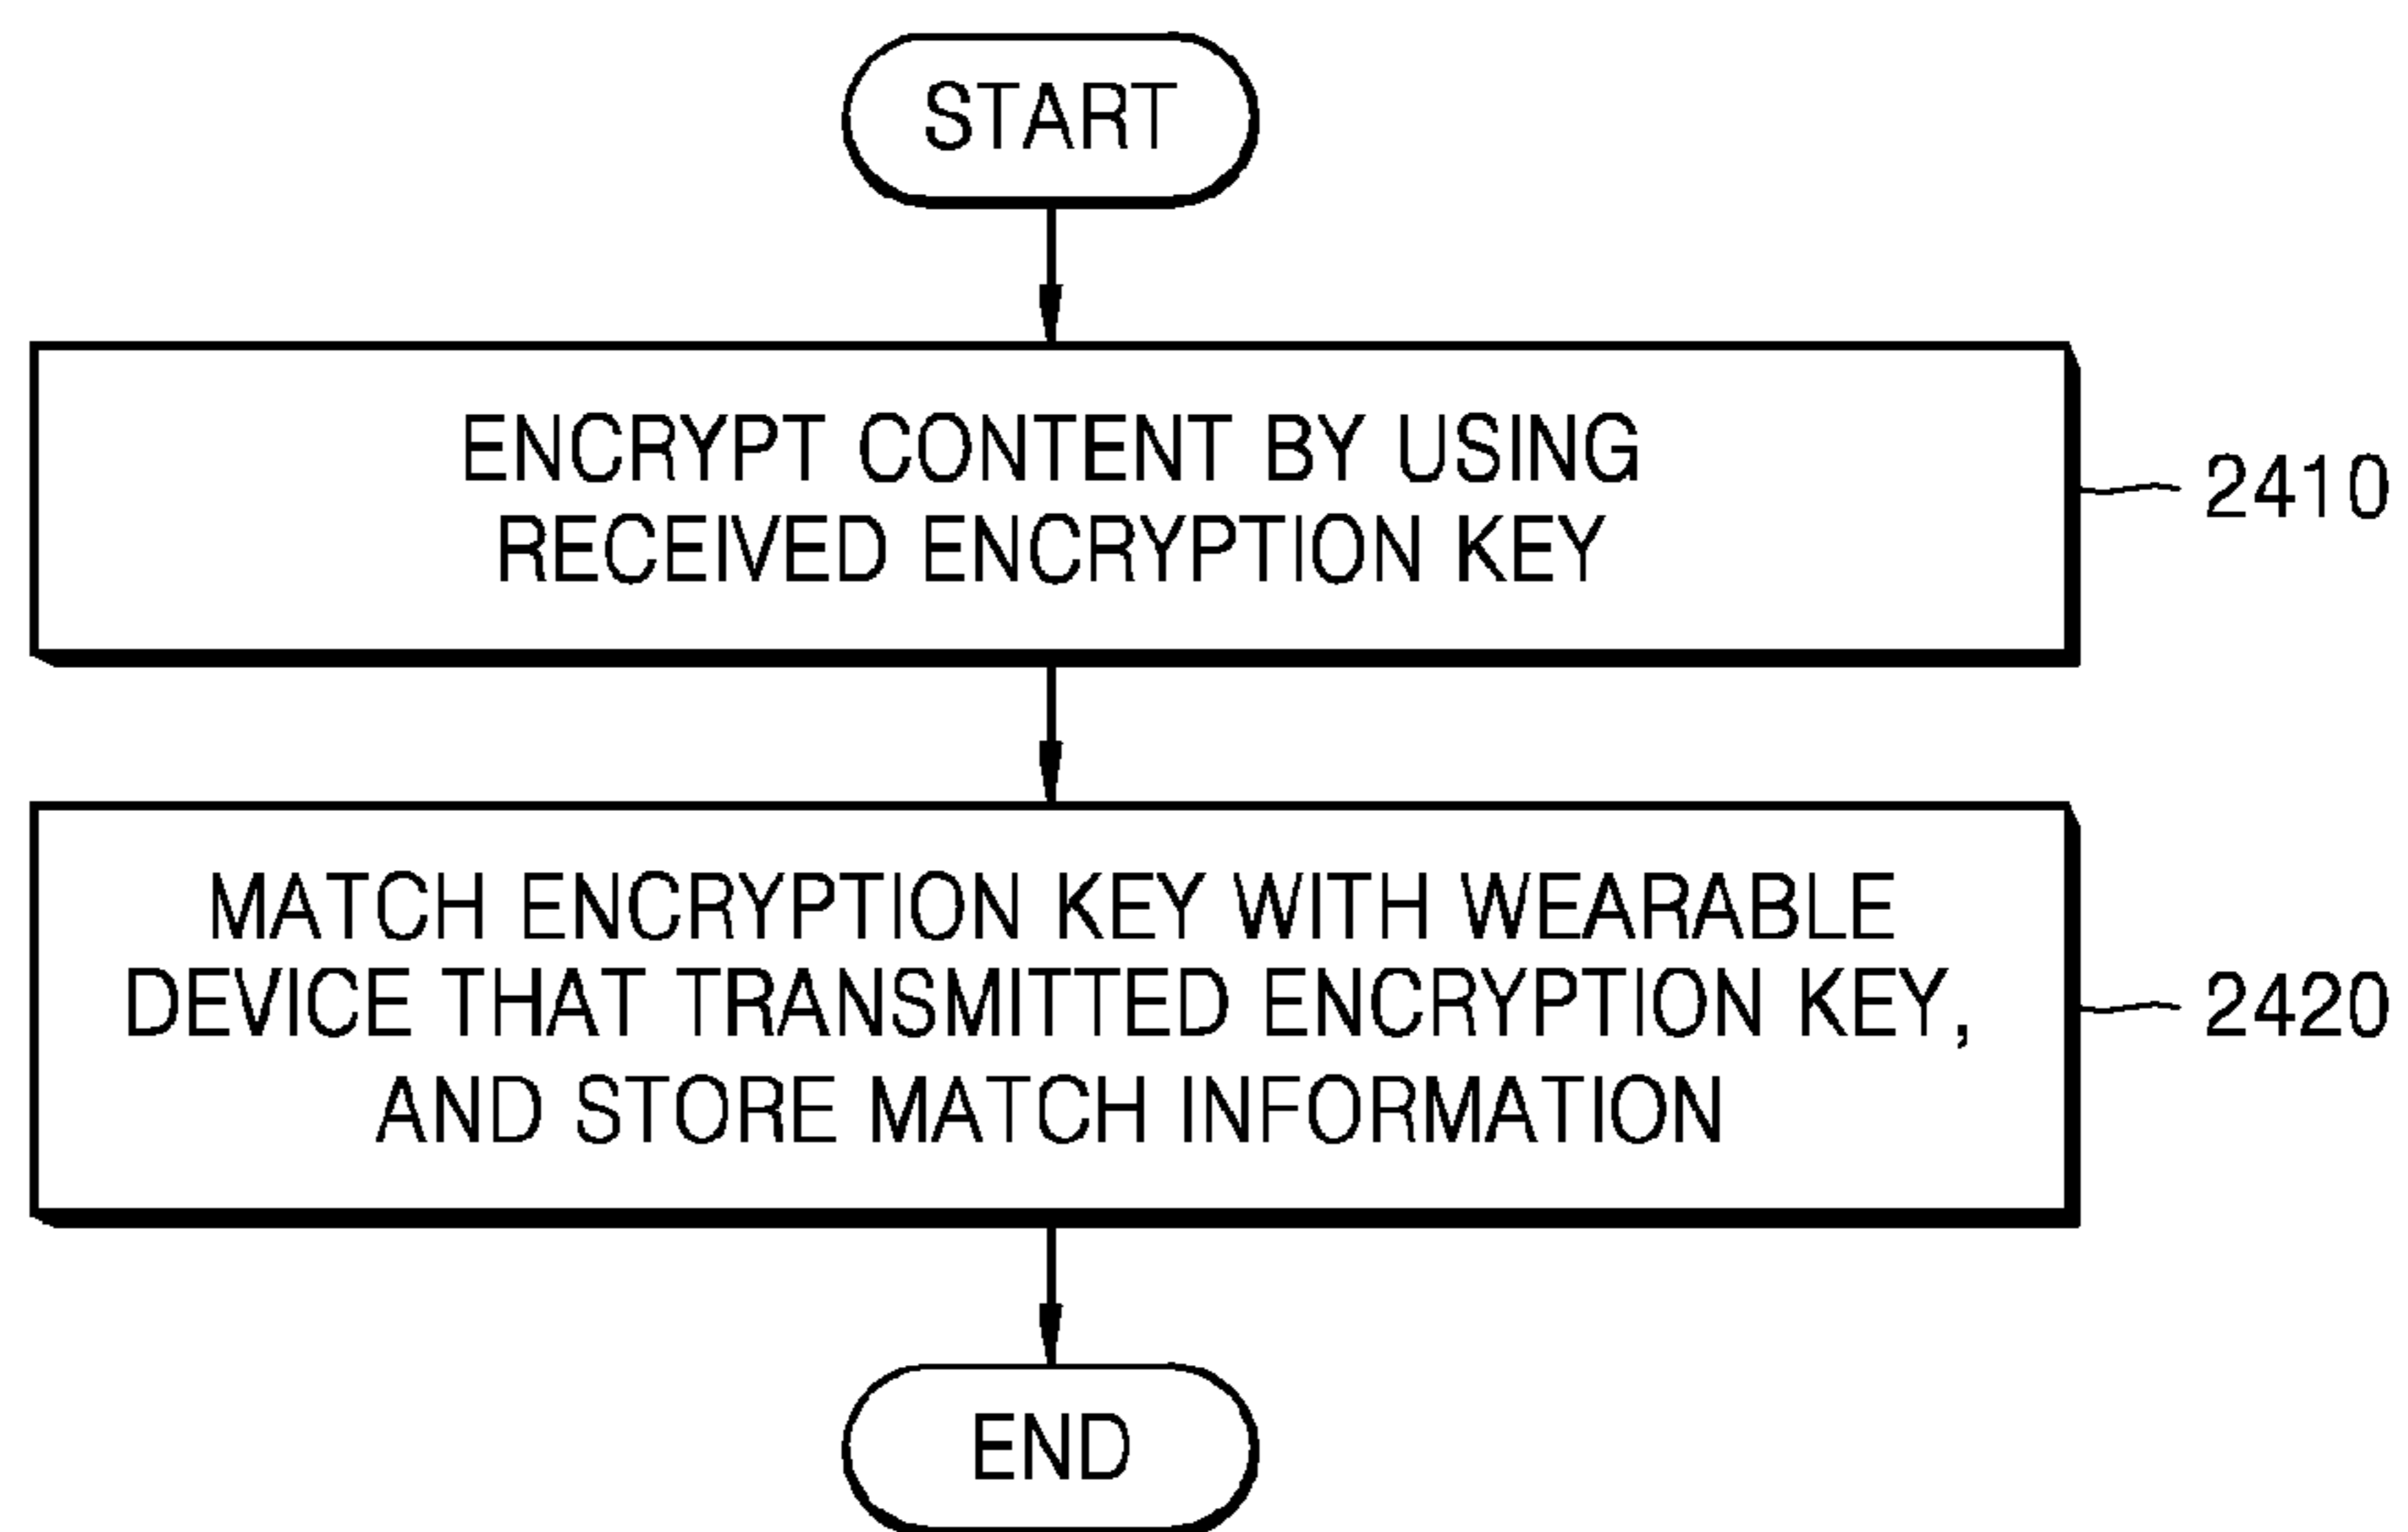 START
ENCRYPT CONTENT BY USING
RECEIVED ENCRYPTION KEY
2410
MATCH ENCRYPTION KEY WITH WEARABLE
DEVICE THAT TRANSMITTED ENCRYPTION KEY,
AND STORE MATCH INFORMATION
2420
END